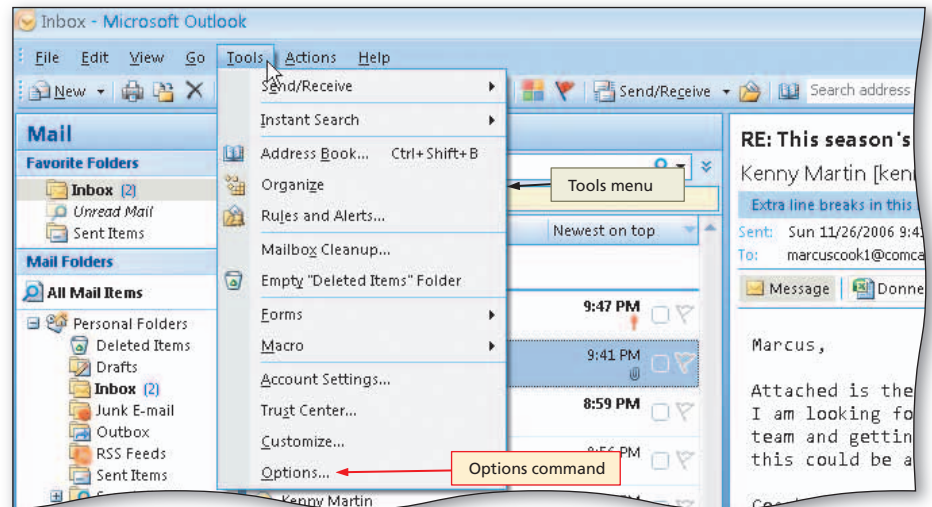 Inbox - Microsoft Outlook
File Edit View Go Tools Actions Help
New Send/Receive Search address
Mail
Favorite Folders
Inbox (2)
Unread Mail
Sent Items
Mail Folders
All Mail Items
Personal Folders
Deleted Items
Drafts
Inbox (2)
Junk E-mail
Outbox
RSS Feeds
Sent Items
Send/Receive
Instant Search
Address Book... Ctrl+Shift+B
Organize
Rules and Alerts...
Mailbox Cleanup...
Empty "Deleted Items" Folder
Forms
Macro
Account Settings...
Trust Center...
Customize...
Options...
Kenny Martin
Tools menu
Options command
Newest on top
9:47 PM
9:41 PM
8:59 PM
PM
RE: This season's
Kenny Martin [ken
Extra line breaks in this
Sent: Sun 11/26/2006 9:4
To: marcuscook1@comca
Message Donne
Marcus,
Attached is the
I am looking fo
team and gettin
this could be a